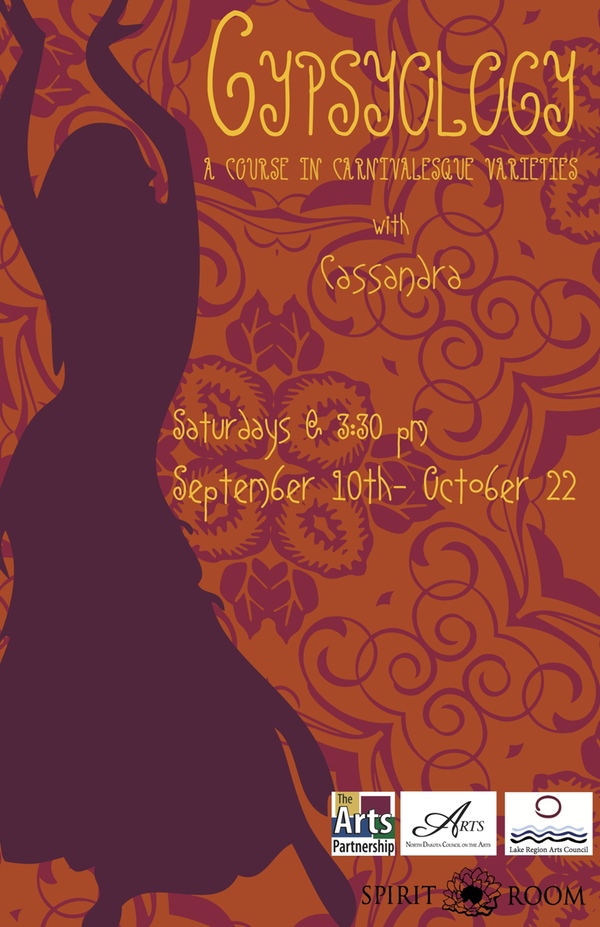 GYPSYOLOGY
A COURSE IN CARNIVALESQUE VARIETIES
with
Cassandra
Saturdays @ 3:30 pm
September 10th- October 22
The
Arts
Partnership
ARTS
NORTH DAKOTA COUNCIL ON THE ARTS
Lake Region Arts Council
SPIRIT ROOM